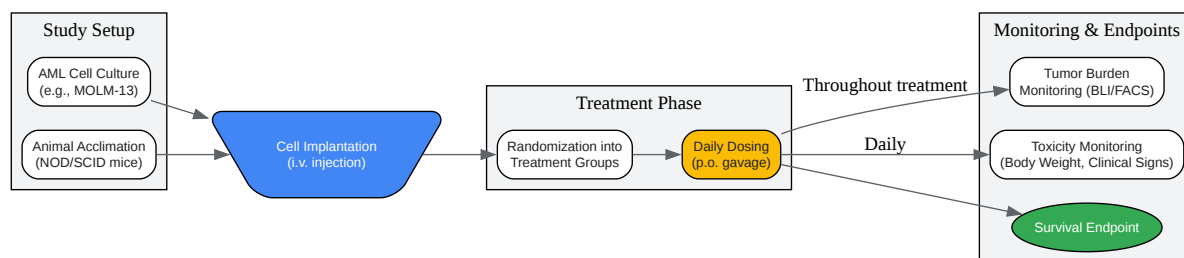 Study Setup
AML Cell Culture
(e.g., MOLM-13)
Animal Acclimation
(NOD/SCID mice)
Cell Implantation
(i.v. injection)
Treatment Phase
Randomization into
Treatment Groups
Daily Dosing
(p.o. gavage)
Throughout treatment
Daily
Monitoring & Endpoints
Tumor Burden
Monitoring (BLI/FACS)
Toxicity Monitoring
(Body Weight, Clinical Signs)
Survival Endpoint